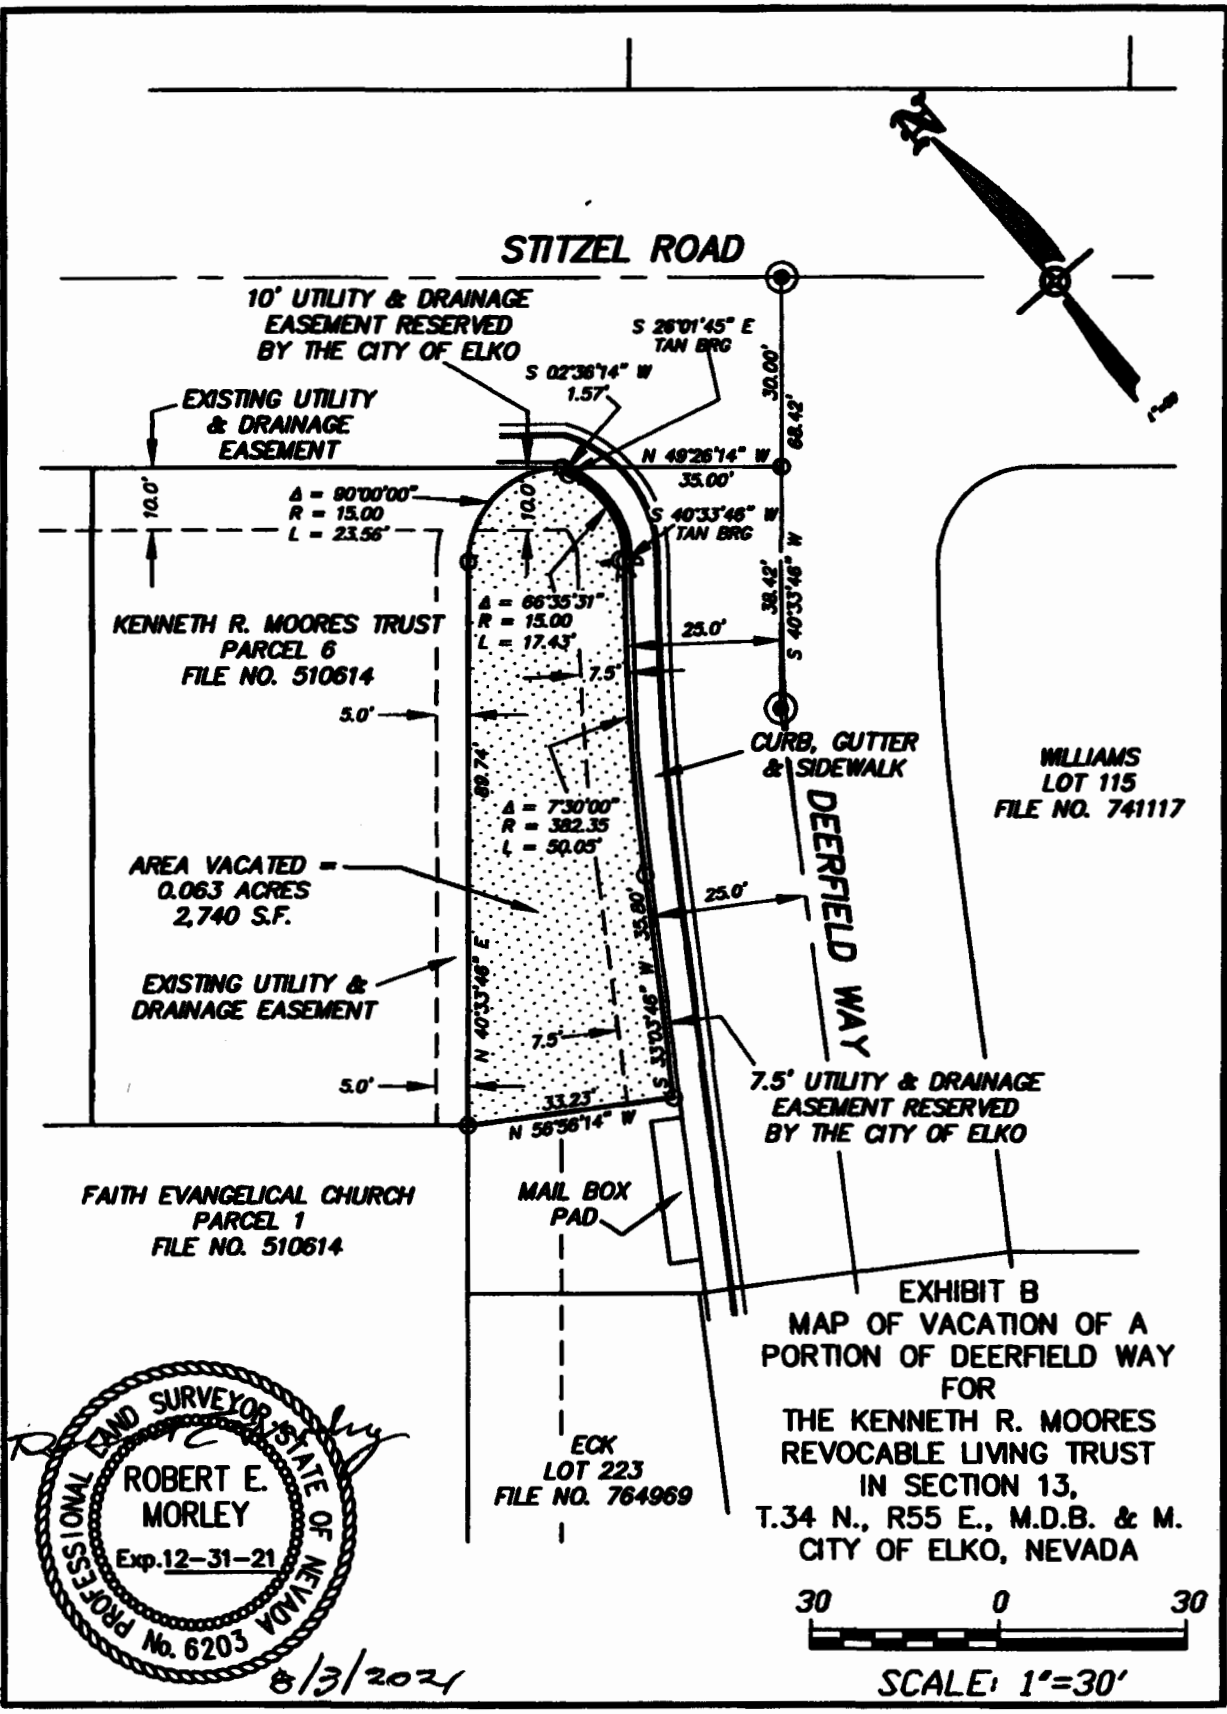 N
1"=30'
STITZEL ROAD
10' UTILITY & DRAINAGE
EASEMENT RESERVED
BY THE CITY OF ELKO
S 26°01'45" E
TAN BRG
S 02°36'14" W
1.57'
EXISTING UTILITY
& DRAINAGE
EASEMENT
30.00'
68.42'
N 49°26'14" W
35.00'
10.0'
Δ = 90°00'00"
R = 15.00
L = 23.56'
10.0'
S 40°33'46" W
TAN BRG
38.42'
S 40°33'46" W
Δ = 66°35'31"
R = 15.00
L = 17.43'
KENNETH R. MOORES TRUST
PARCEL 6
FILE NO. 510614
25.0'
7.5'
5.0'
CURB, GUTTER
& SIDEWALK
WILLIAMS
LOT 115
FILE NO. 741117
89.74'
N 40°33'46" E
Δ = 7°30'00"
R = 382.35
L = 50.05'
DEERFIELD WAY
AREA VACATED =
0.063 ACRES
2,740 S.F.
25.0'
S 33°03'46" W 35.80'
EXISTING UTILITY &
DRAINAGE EASEMENT
7.5'
5.0'
7.5' UTILITY & DRAINAGE
EASEMENT RESERVED
BY THE CITY OF ELKO
33.23'
N 56°56'14" W
FAITH EVANGELICAL CHURCH
PARCEL 1
FILE NO. 510614
MAIL BOX
PAD
ECK
LOT 223
FILE NO. 764969
EXHIBIT B
MAP OF VACATION OF A
PORTION OF DEERFIELD WAY
FOR
THE KENNETH R. MOORES
REVOCABLE LIVING TRUST
IN SECTION 13,
T.34 N., R55 E., M.D.B. & M.
CITY OF ELKO, NEVADA
PROFESSIONAL LAND SURVEYOR-STATE OF NEVADA
ROBERT E.
MORLEY
Exp.12-31-21
No. 6203
8/3/2021
30 0 30
SCALE: 1"=30'